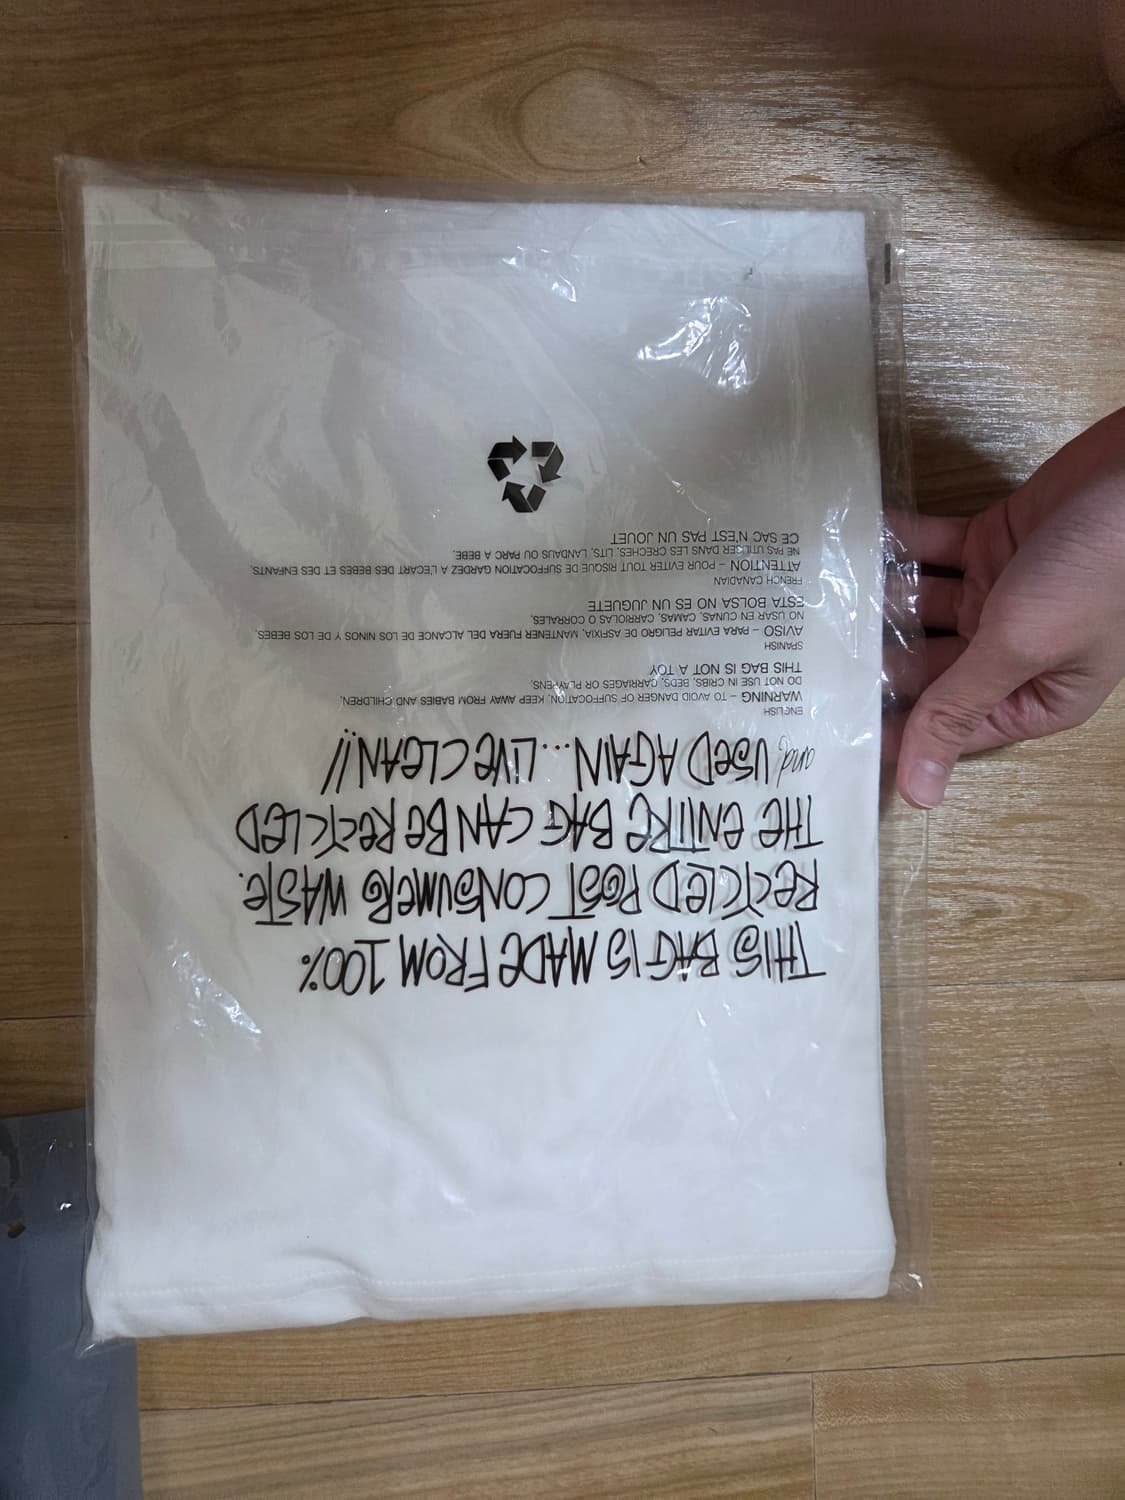 THIS BAG IS MADE FROM 100%
RECYCLED POST CONSUMER WASTE.
THE ENTIRE BAG CAN BE RECYCLED
and USED AGAIN... LIVE CLEAN!!
ENGLISH
WARNING – TO AVOID DANGER OF SUFFOCATION, KEEP AWAY FROM BABIES AND CHILDREN,
DO NOT USE IN CRIBS, BEDS, CARRIAGES OR PLAYPENS,
THIS BAG IS NOT A TOY
SPANISH
AVISO – PARA EVITAR PELIGRO DE ASFIXIA, MANTENER FUERA DEL ALCANCE DE LOS NINOS Y DE LOS BEBES,
NO USAR EN CUNAS, CAMAS, CARRIOLAS O CORRALES,
ESTA BOLSA NO ES UN JUGUETE
FRENCH CANADIAN
ATTENTION – POUR EVITER TOUT RISQUE DE SUFFOCATION GARDEZ A L'ECART DES BEBES ET DES ENFANTS,
NE PAS UTILISER DANS LES CRECHES, LITS, LANDAUS OU PARC A BEBE,
CE SAC N'EST PAS UN JOUET